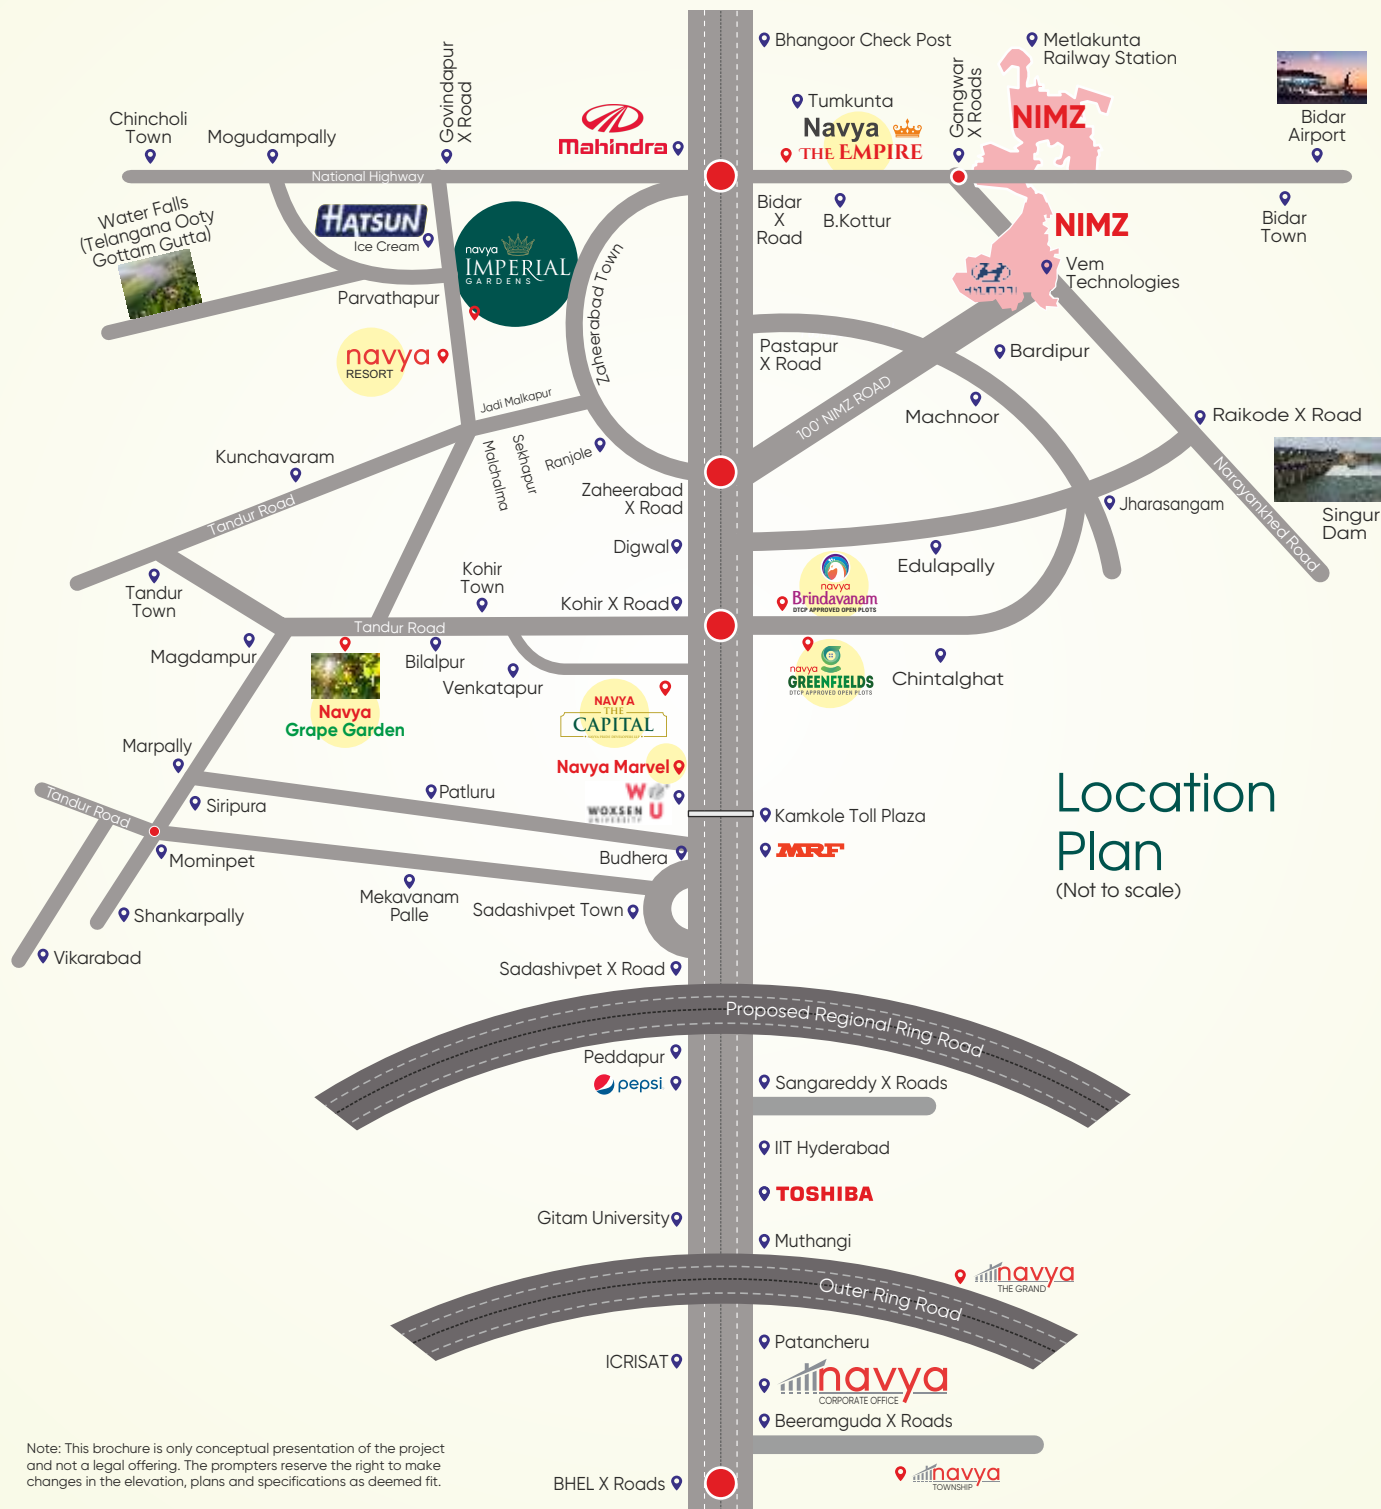 Bhangoor Check Post
Metlakunta
Railway Station
Govindapur
X Road
Gangwar
X Roads
Tumkunta
NIMZ
Chincholi
Town
Mogudampally
Mahindra
Navya
THE EMPIRE
Bidar
Airport
National Highway
Water Falls
(Telangana Ooty
Gottam Gutta)
HATSUN
Ice Cream
navya
IMPERIAL
GARDENS
Zaheerabad Town
Bidar
X
Road
B.Kottur
NIMZ
Bidar
Town
Vem
Technologies
Parvathapur
navya
RESORT
Pastapur
X Road
Bardipur
100' NIMZ ROAD
Machnoor
Raikode X Road
Jadi Malkapur
Sekhapur
Malchalma
Ranjole
Kunchavaram
Tandur Road
Zaheerabad
X Road
Narayankhed Road
Jharasangam
Singur
Dam
Digwal
Edulapally
Tandur
Town
Kohir
Town
Kohir X Road
navya
Brindavanam
DTCP APPROVED OPEN PLOTS
Tandur Road
Magdampur
Bilalpur
Venkatapur
navya
GREENFIELDS
DTCP APPROVED OPEN PLOTS
Chintalghat
Navya
Grape Garden
NAVYA
THE
CAPITAL
Marpally
Navya Marvel
Tandur Road
Siripura
Patluru
W
WOXSEN U
UNIVERSITY
Kamkole Toll Plaza
MRF
Location
Plan
(Not to scale)
Mominpet
Budhera
Mekavanam
Palle
Sadashivpet Town
Shankarpally
Vikarabad
Sadashivpet X Road
Proposed Regional Ring Road
Peddapur
pepsi
Sangareddy X Roads
IIT Hyderabad
TOSHIBA
Gitam University
Muthangi
navya
THE GRAND
Outer Ring Road
Patancheru
ICRISAT
navya
CORPORATE OFFICE
Beeramguda X Roads
Note: This brochure is only conceptual presentation of the project
and not a legal offering. The prompters reserve the right to make
changes in the elevation, plans and specifications as deemed fit.
BHEL X Roads
navya
TOWNSHIP